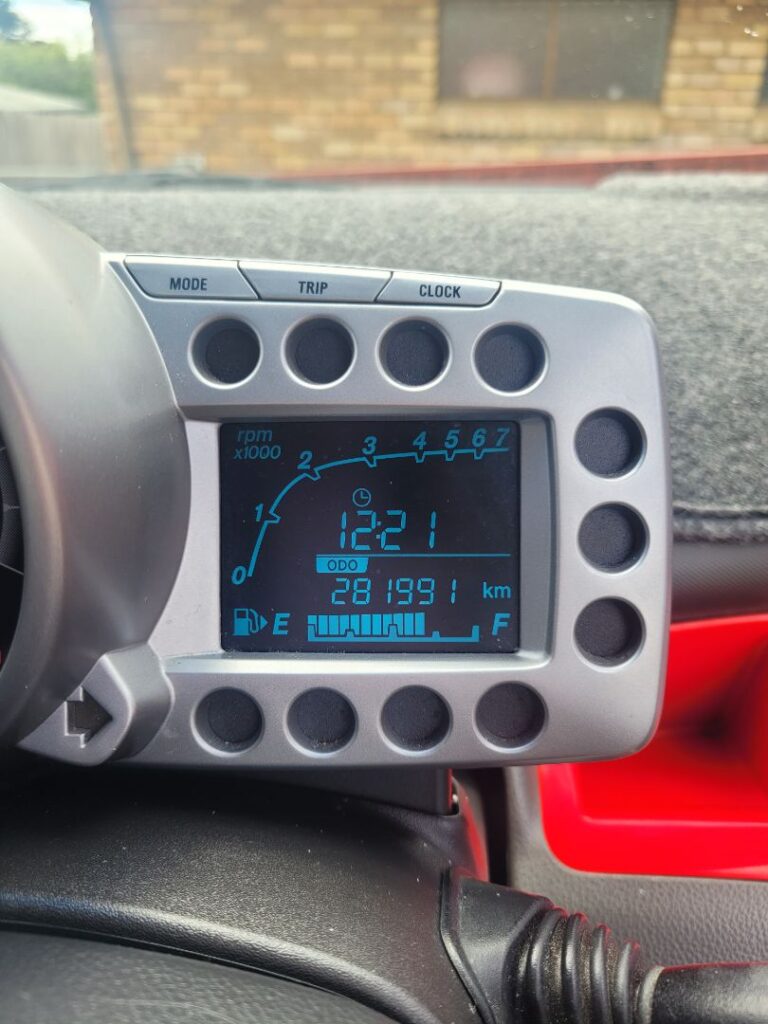 MODE TRIP CLOCK
rpm
x1000
0 1 2 3 4 5 6 7
12:21
ODO
281991 km
E F